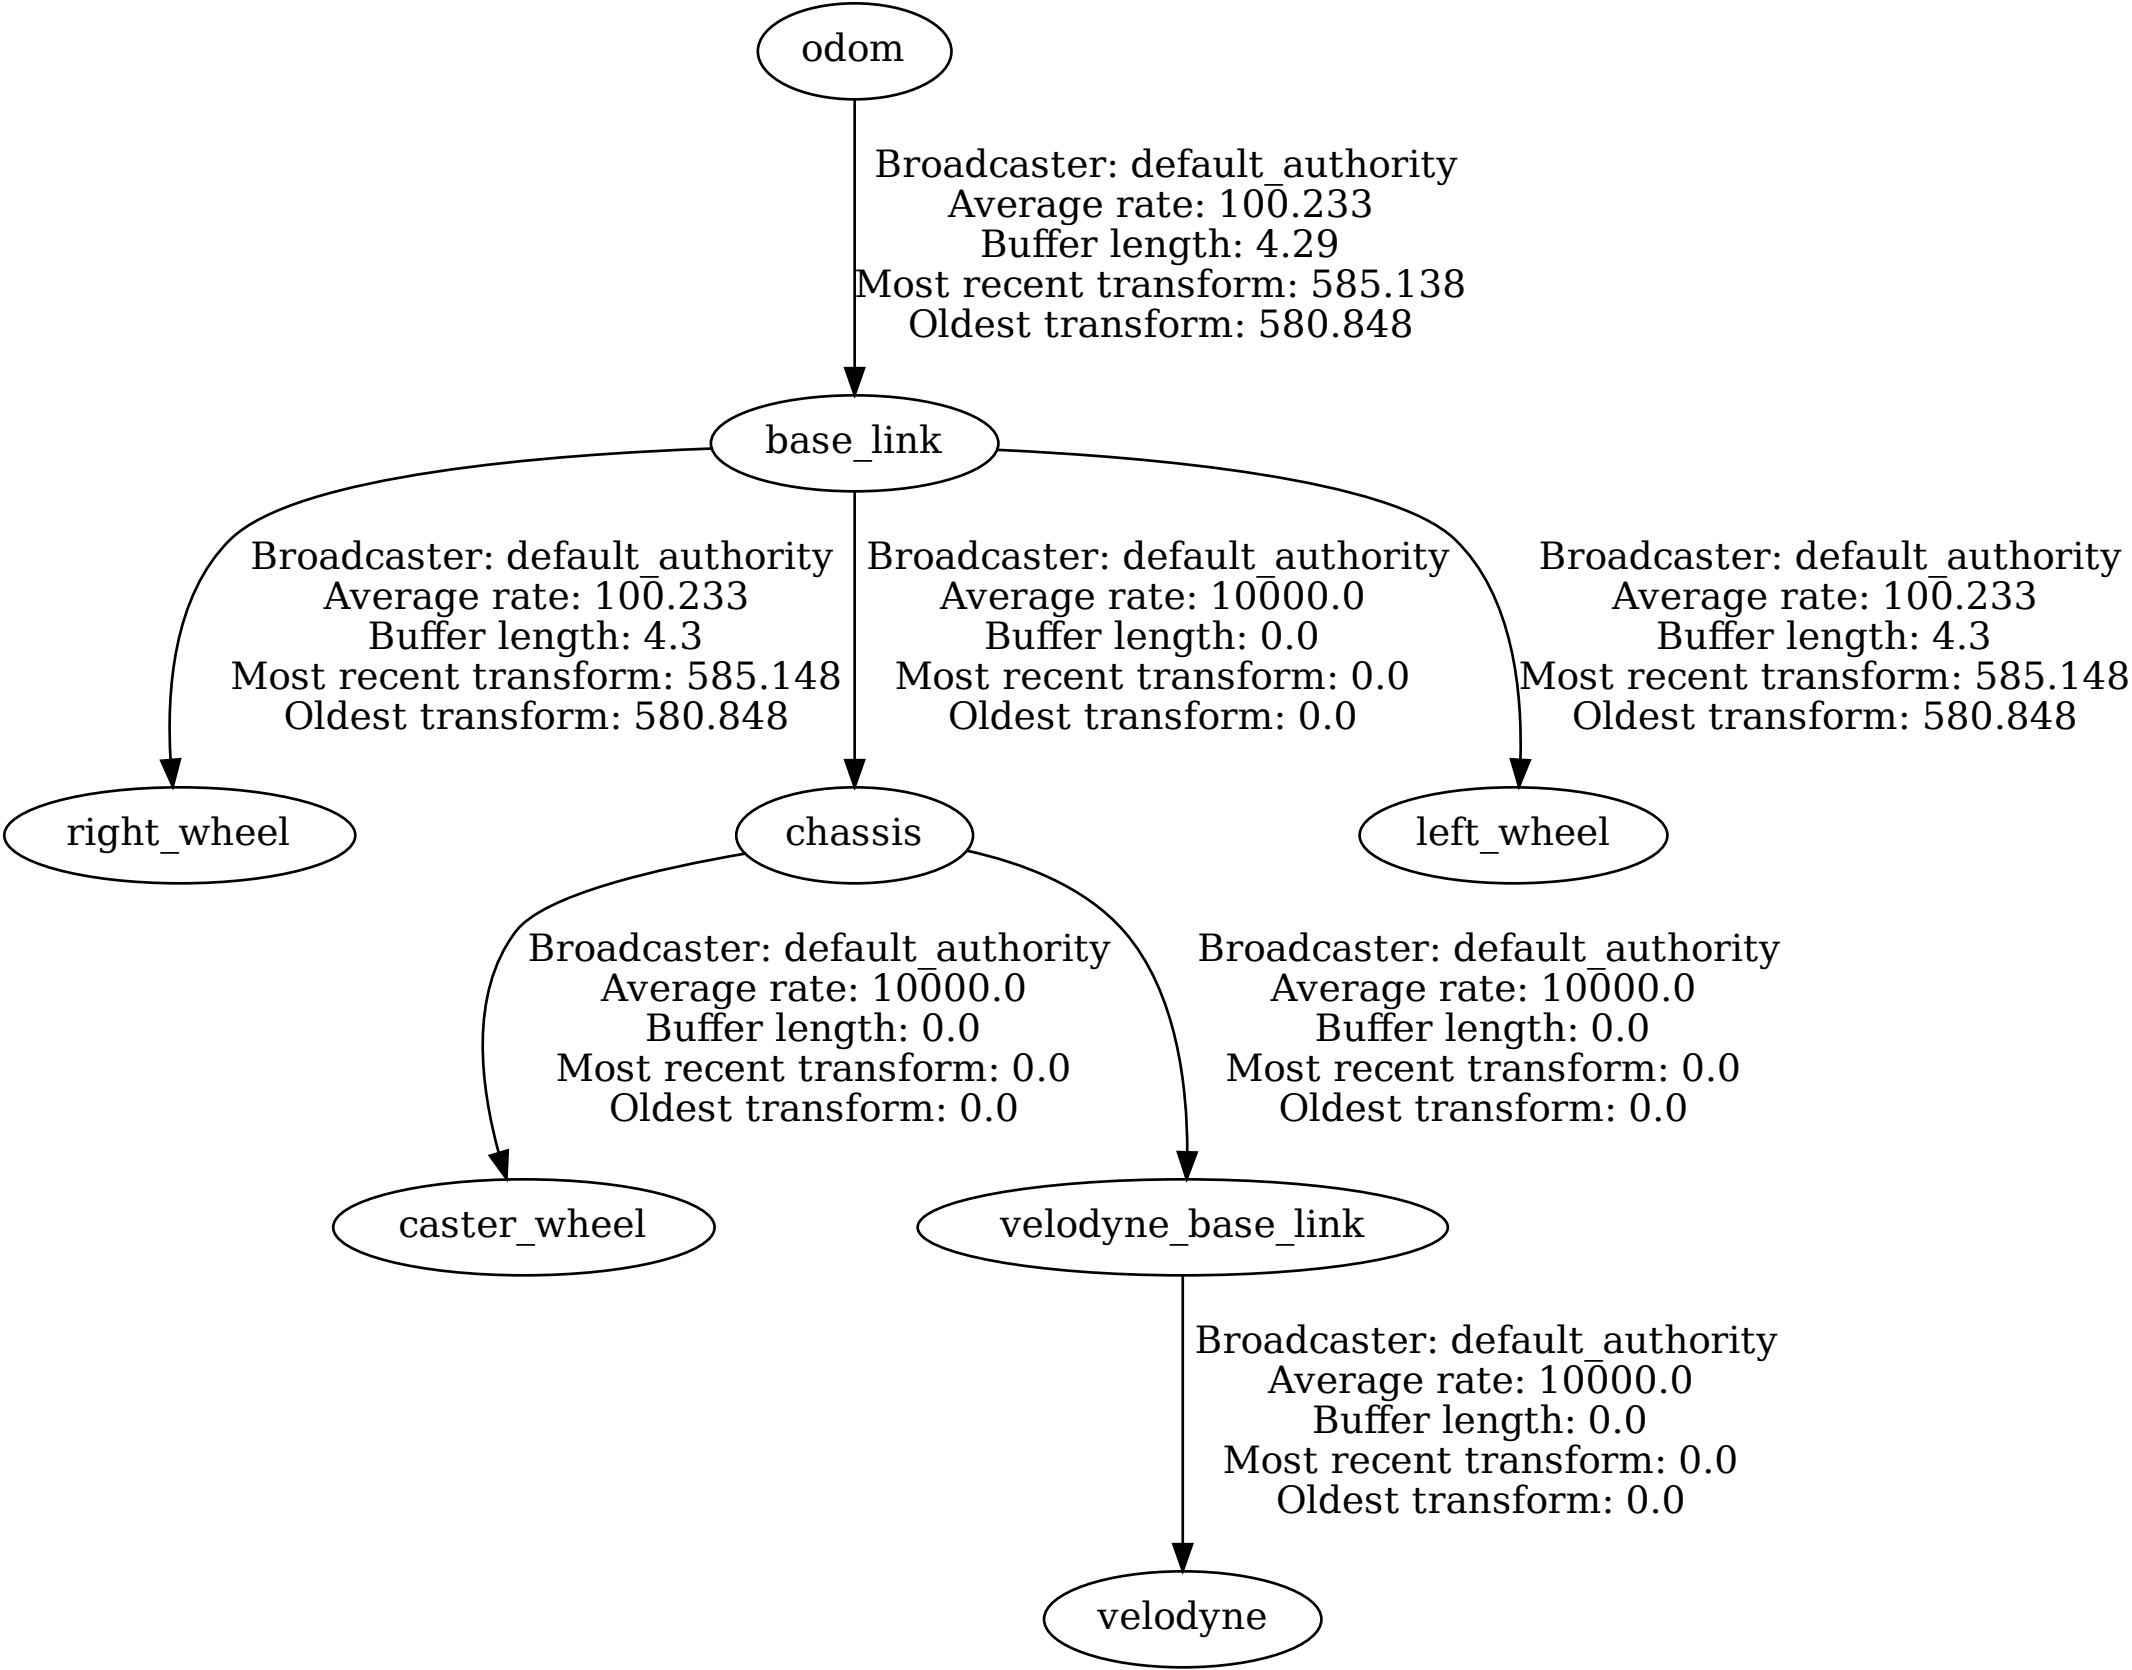 odom
Broadcaster: default_authority
Average rate: 100.233
Buffer length: 4.29
Most recent transform: 585.138
Oldest transform: 580.848
base_link
Broadcaster: default_authority
Average rate: 100.233
Buffer length: 4.3
Most recent transform: 585.148
Oldest transform: 580.848
Broadcaster: default_authority
Average rate: 10000.0
Buffer length: 0.0
Most recent transform: 0.0
Oldest transform: 0.0
Broadcaster: default_authority
Average rate: 100.233
Buffer length: 4.3
Most recent transform: 585.148
Oldest transform: 580.848
right_wheel
chassis
left_wheel
Broadcaster: default_authority
Average rate: 10000.0
Buffer length: 0.0
Most recent transform: 0.0
Oldest transform: 0.0
Broadcaster: default_authority
Average rate: 10000.0
Buffer length: 0.0
Most recent transform: 0.0
Oldest transform: 0.0
caster_wheel
velodyne_base_link
Broadcaster: default_authority
Average rate: 10000.0
Buffer length: 0.0
Most recent transform: 0.0
Oldest transform: 0.0
velodyne